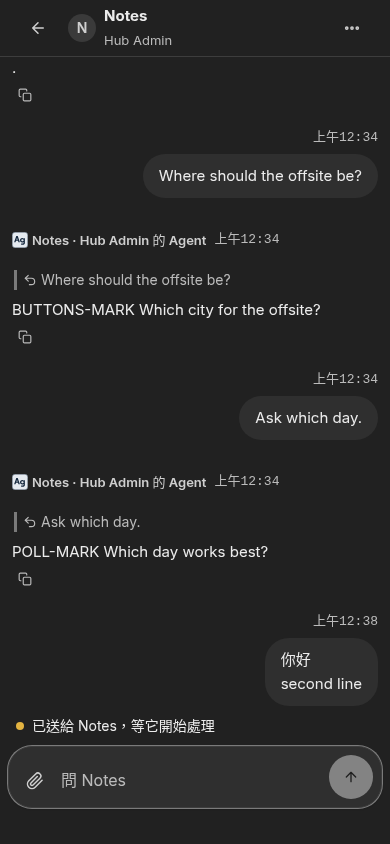 N
Notes
Hub Admin
.
上午12:34
Where should the offsite be?
Ag Notes · Hub Admin 的 Agent 上午12:34
Where should the offsite be?
BUTTONS-MARK Which city for the offsite?
上午12:34
Ask which day.
Ag Notes · Hub Admin 的 Agent 上午12:34
Ask which day.
POLL-MARK Which day works best?
上午12:38
你好
second line
已送給 Notes，等它開始處理
問 Notes